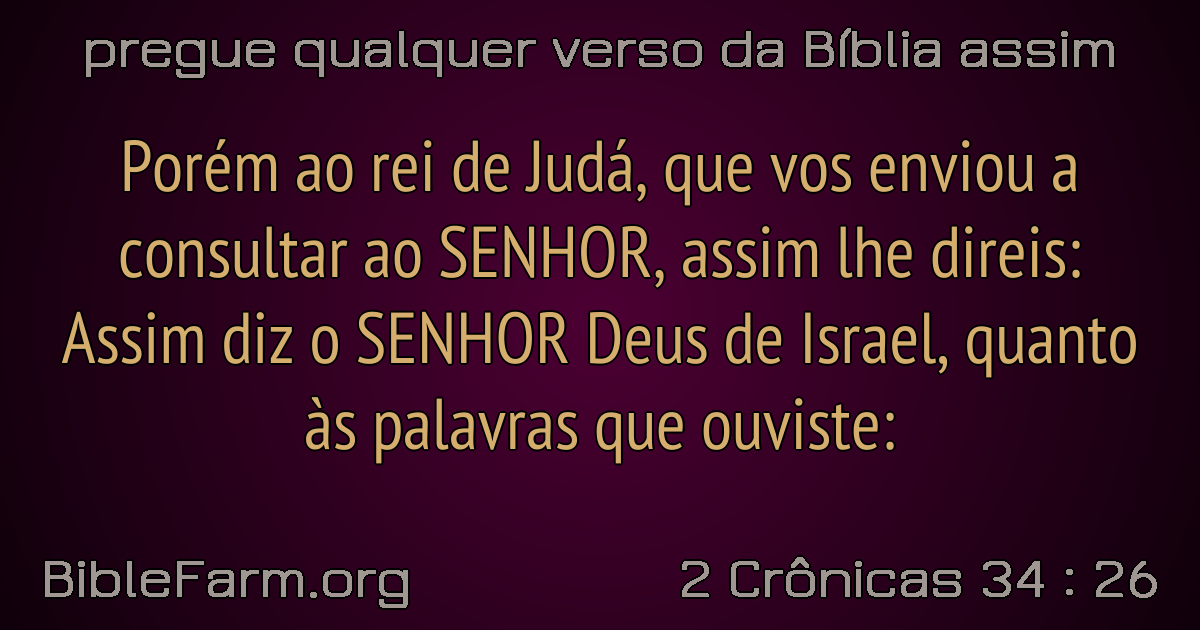 pregue qualquer verso da Bíblia assim
Porém ao rei de Judá, que vos enviou a
consultar ao SENHOR, assim lhe direis:
Assim diz o SENHOR Deus de Israel, quanto
às palavras que ouviste:
BibleFarm.org
2 Crônicas 34 : 26